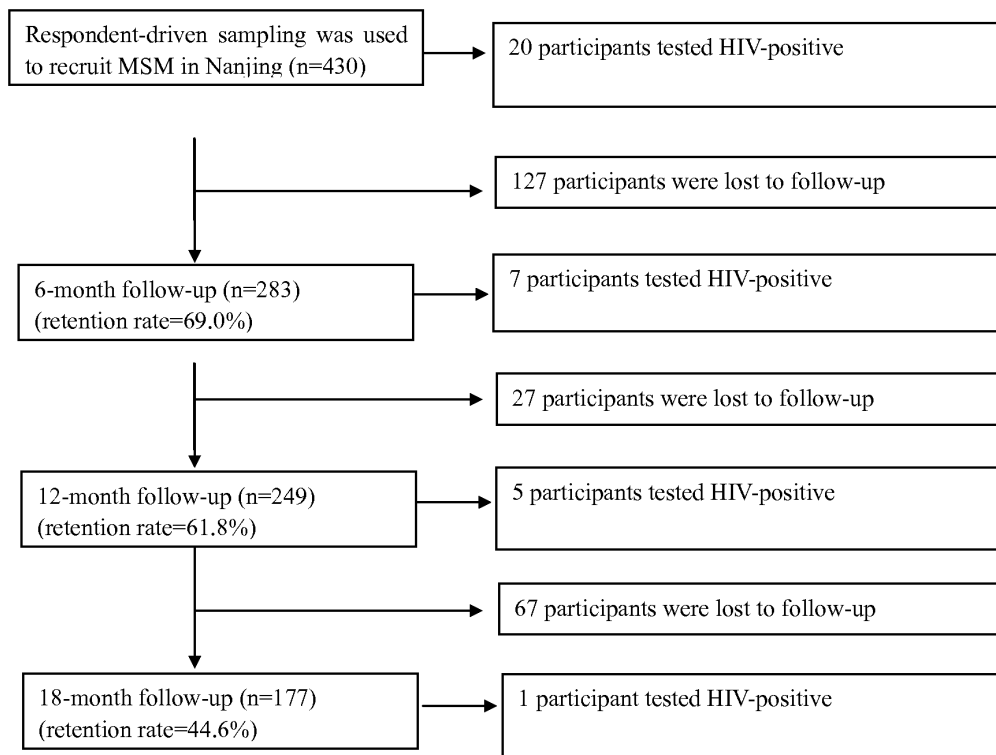 Respondent-driven sampling was used
to recruit MSM in Nanjing (n=430)
20 participants tested HIV-positive
127 participants were lost to follow-up
6-month follow-up (n=283)
(retention rate=69.0%)
7 participants tested HIV-positive
27 participants were lost to follow-up
12-month follow-up (n=249)
(retention rate=61.8%)
5 participants tested HIV-positive
67 participants were lost to follow-up
18-month follow-up (n=177)
(retention rate=44.6%)
1 participant tested HIV-positive